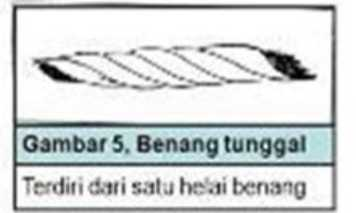 Gambar 5, Benang tunggal
Terdiri dari satu helai benang